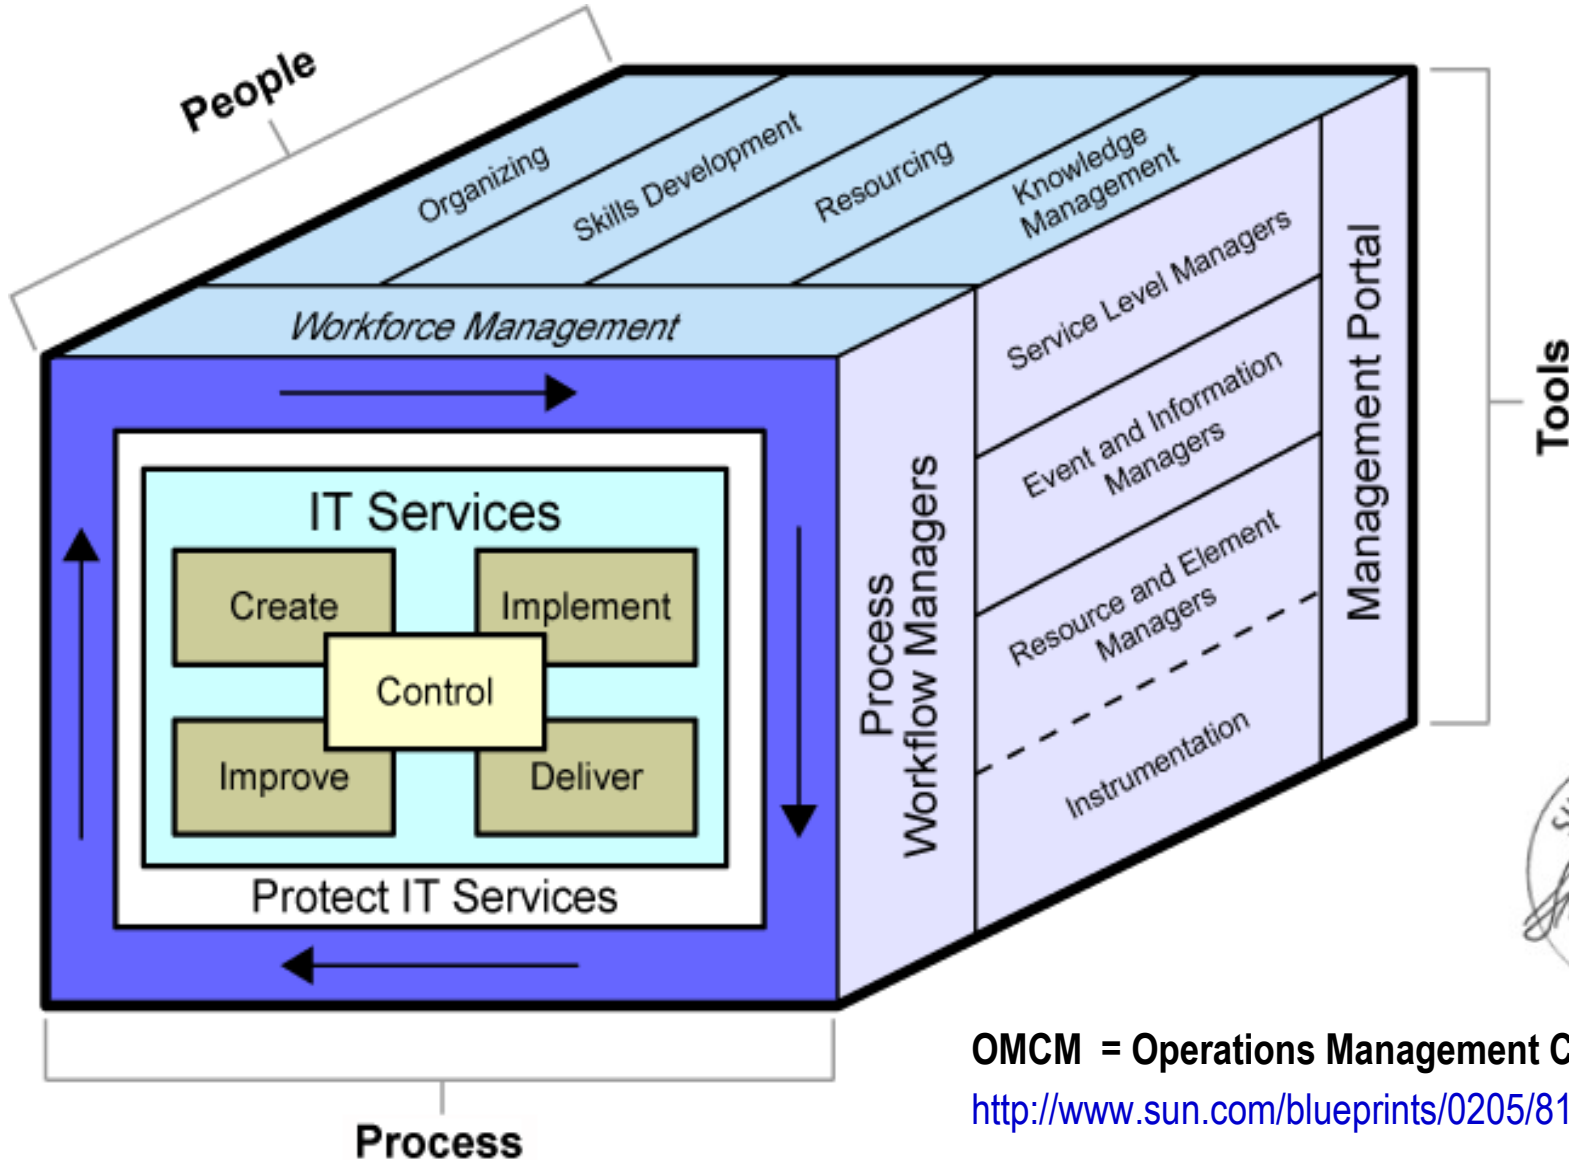 People
Organizing
Skills Development
Resourcing
Knowledge
Management
Workforce Management
Service Level Managers
Event and Information
Managers
Resource and Element
Managers
Instrumentation
Process
Workflow Managers
Management Portal
Tools
IT Services
Create
Implement
Control
Improve
Deliver
Protect IT Services
Process
OMCM = Operations Management C
http://www.sun.com/blueprints/0205/81